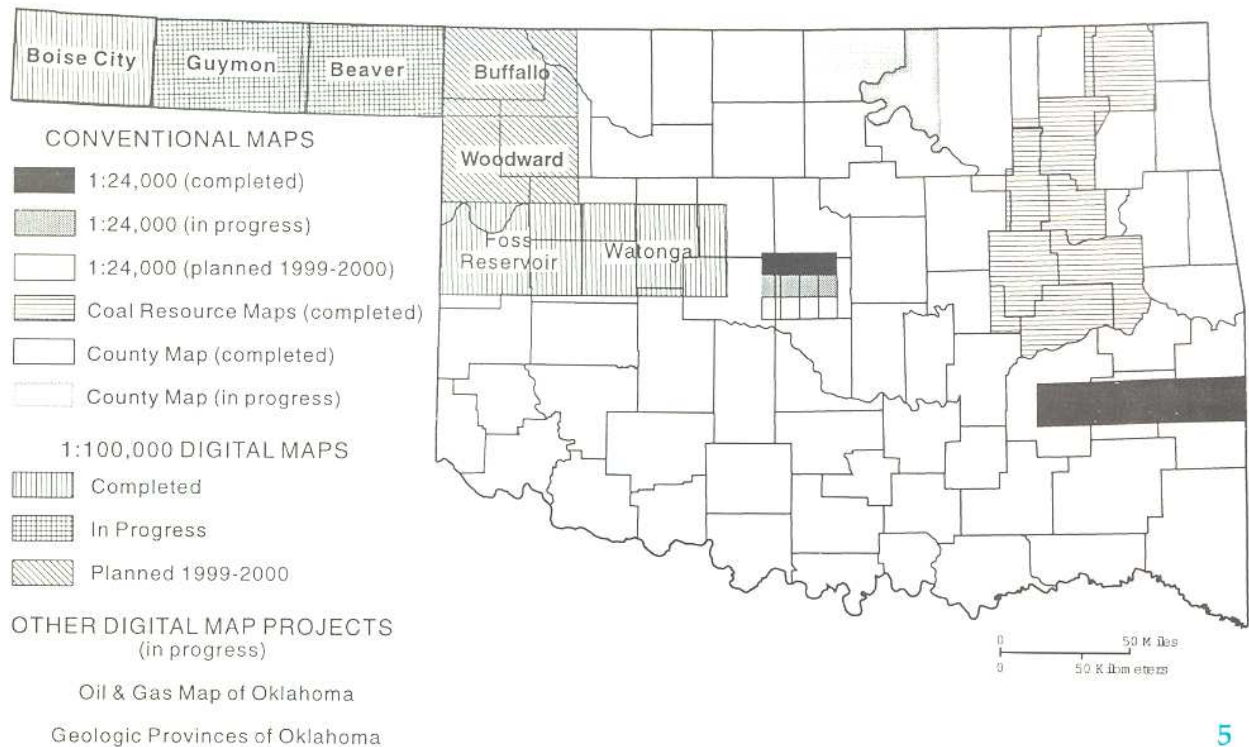 Boise City
Guymon
Beaver
Buffalo
Woodward
Foss
Reservoir
Watonga
CONVENTIONAL MAPS
1:24,000 (completed)
1:24,000 (in progress)
1:24,000 (planned 1999-2000)
Coal Resource Maps (completed)
County Map (completed)
County Map (in progress)
1:100,000 DIGITAL MAPS
Completed
In Progress
Planned 1999-2000
OTHER DIGITAL MAP PROJECTS
(in progress)
Oil & Gas Map of Oklahoma
Geologic Provinces of Oklahoma
0 50 Miles
0 50 Kilometers
5